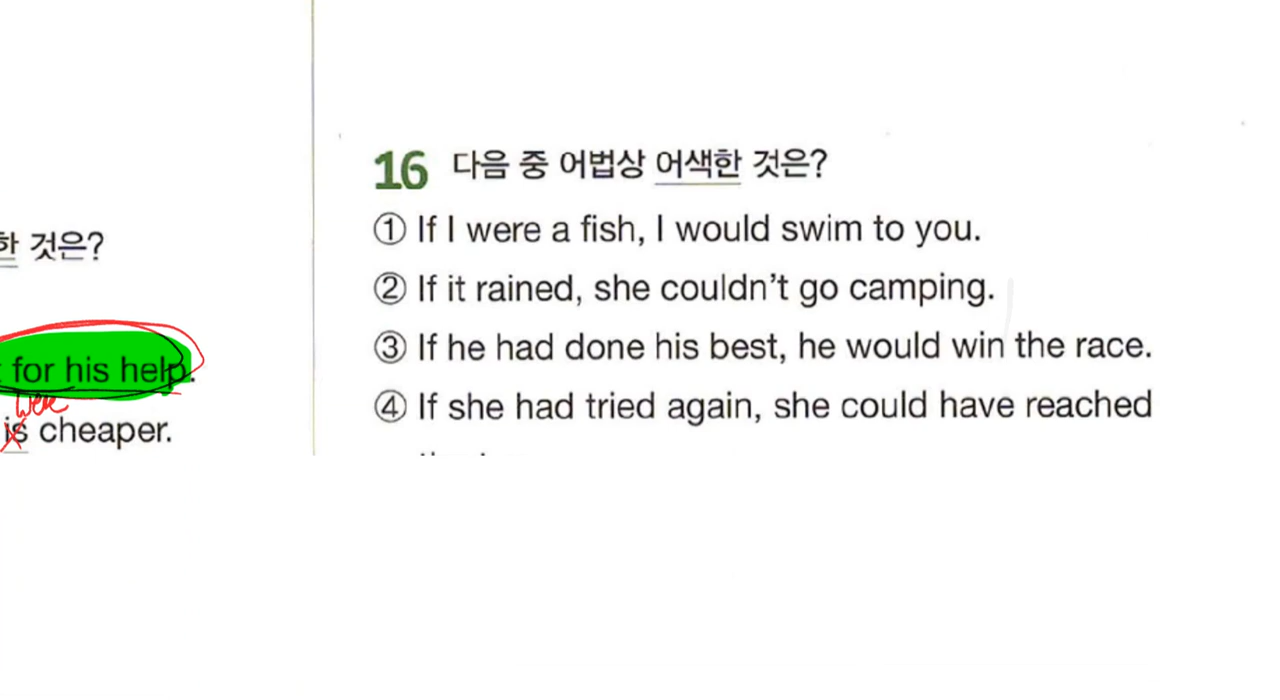 한 것은?
for his help.
were
is cheaper.
16 다음 중 어법상 어색한 것은?
① If I were a fish, I would swim to you.
② If it rained, she couldn't go camping.
③ If he had done his best, he would win the race.
④ If she had tried again, she could have reached